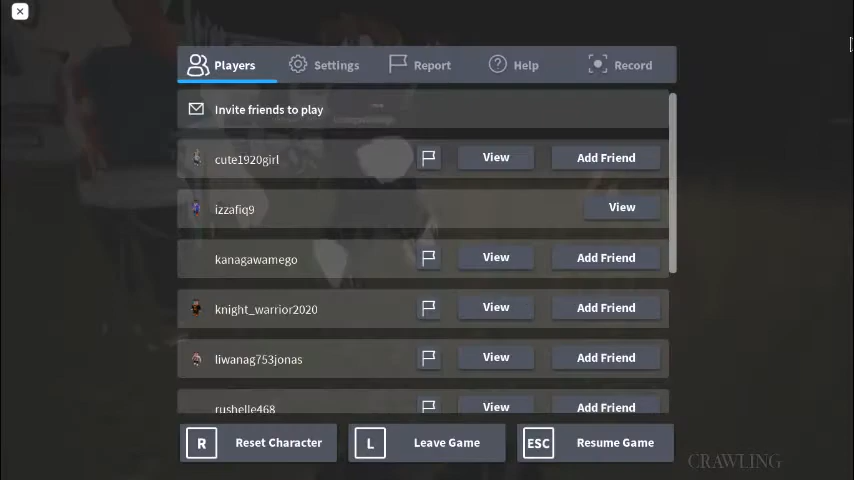 Players Settings Report Help Record
Invite friends to play
cute1920girl View Add Friend
izzafiq9 View
kanagawamego View Add Friend
knight_warrior2020 View Add Friend
liwanag753jonas View Add Friend
rushelle468 View Add Friend
R Reset Character L Leave Game ESC Resume Game
CRAWLING